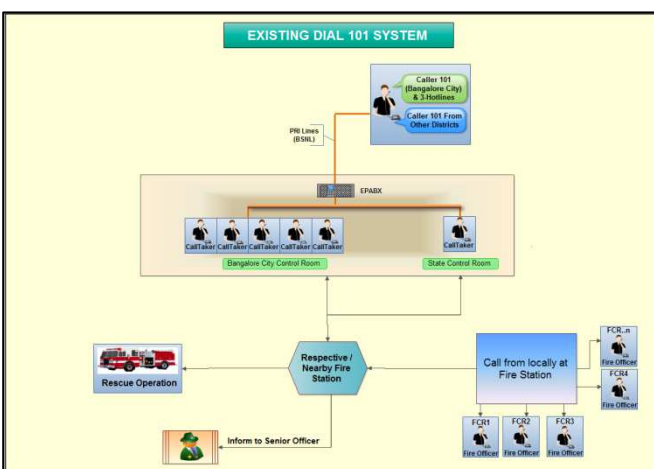 EXISTING DIAL 101 SYSTEM
Caller 101
(Bangalore City)
& 3-Hotlines
Caller 101 From
Other Districts
PRI Lines
(BSNL)
EPABX
CallTaker CallTaker CallTaker CallTaker CallTaker
CallTaker
Bangalore City Control Room
State Control Room
Rescue Operation
Respective /
Nearby Fire
Station
Call from locally at
Fire Station
FCR..n
Fire Officer
FCR4
Fire Officer
FCR1 FCR2 FCR3
Fire Officer Fire Officer Fire Officer
Inform to Senior Officer